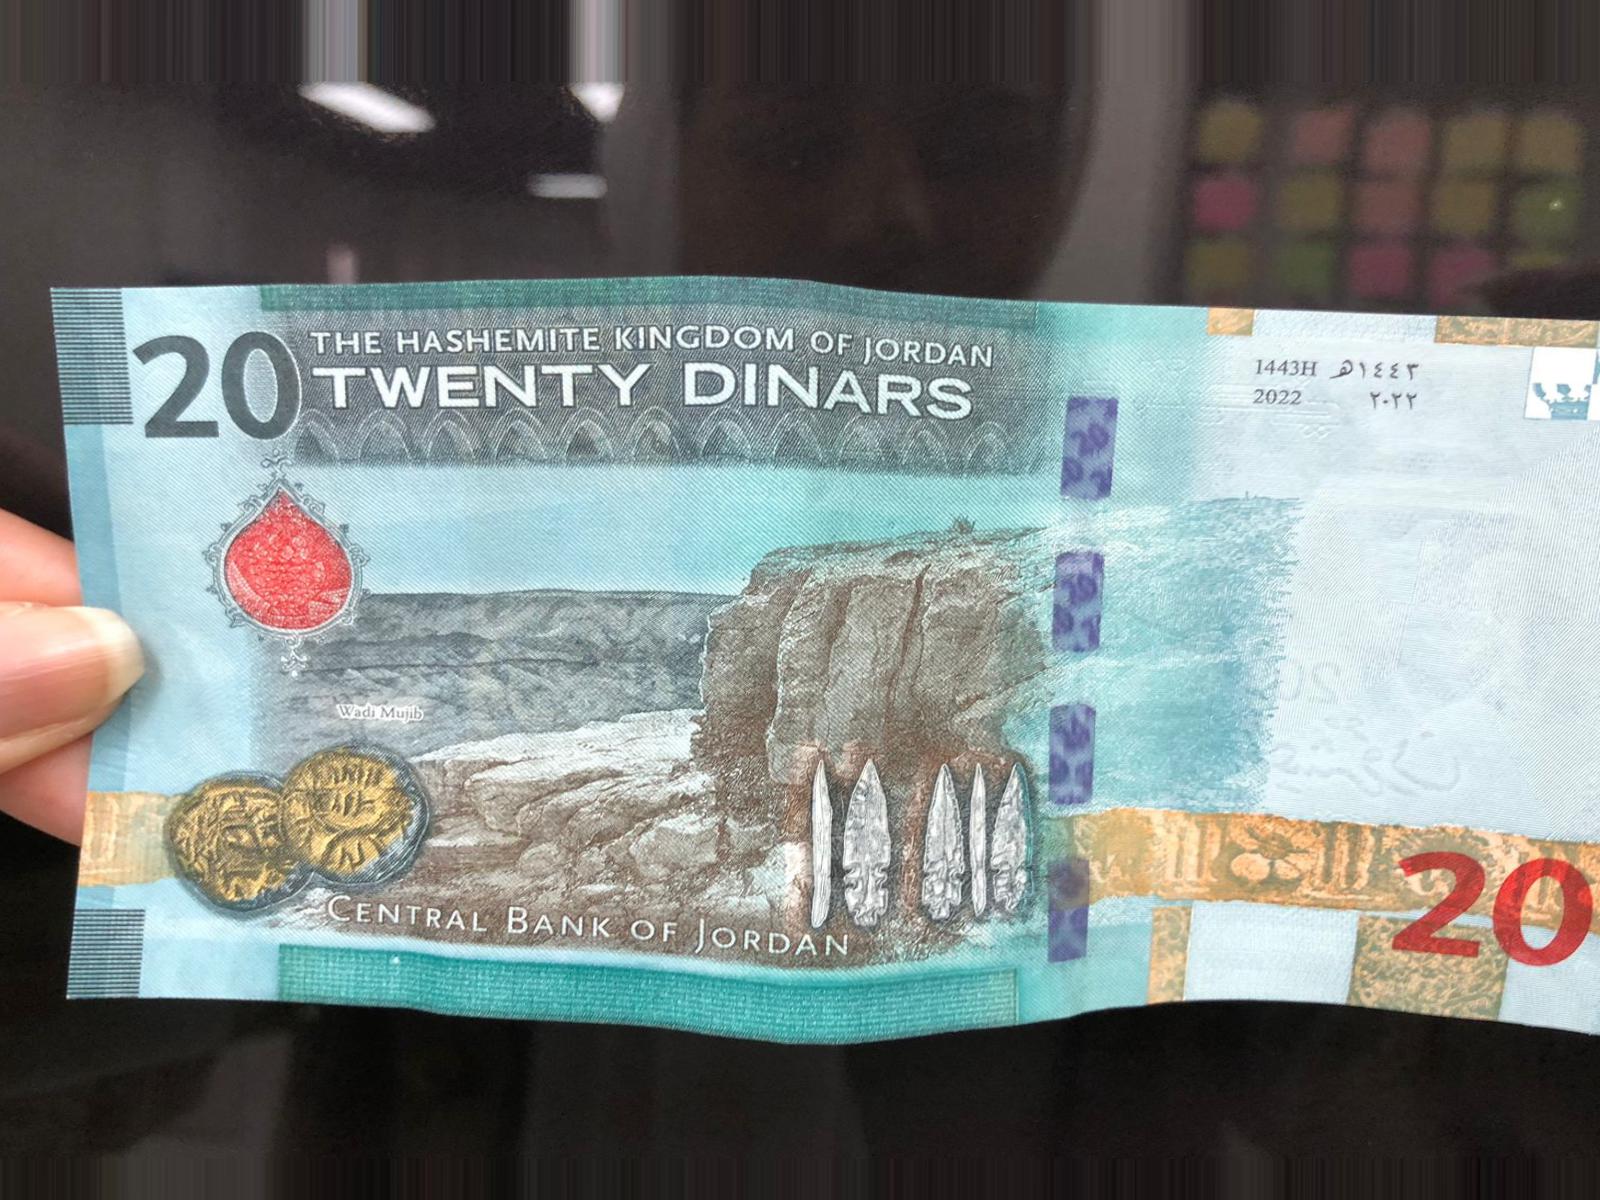 20
THE HASHEMITE KINGDOM OF JORDAN
TWENTY DINARS
1443H ١٤٤٣هـ
2022 ٢٠٢٢
Wadi Mujib
CENTRAL BANK OF JORDAN
20